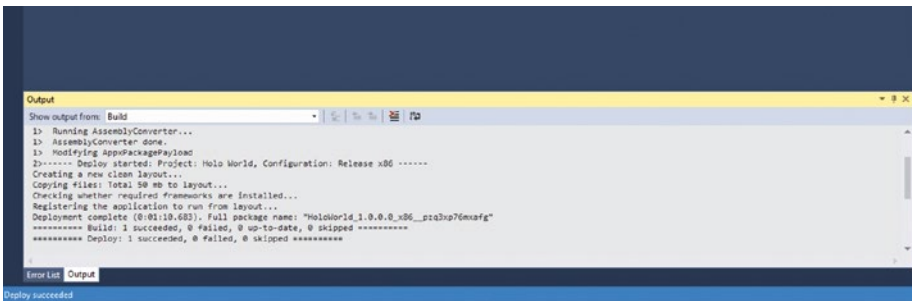 Output
Show output from: Build
1>  Running AssemblyConverter...
1>  AssemblyConverter done.
1>  Modifying AppxPackagePayload
2>------ Deploy started: Project: Holo World, Configuration: Release x86 ------
Creating a new clean layout...
Copying files: Total 50 mb to layout...
Checking whether required frameworks are installed...
Registering the application to run from layout...
Deployment complete (0:01:10.683). Full package name: "HoloWorld_1.0.0.0_x86__pzq3xp76mxafg"
========== Build: 1 succeeded, 0 failed, 0 up-to-date, 0 skipped ==========
========== Deploy: 1 succeeded, 0 failed, 0 skipped ==========
Error List Output
Deploy succeeded